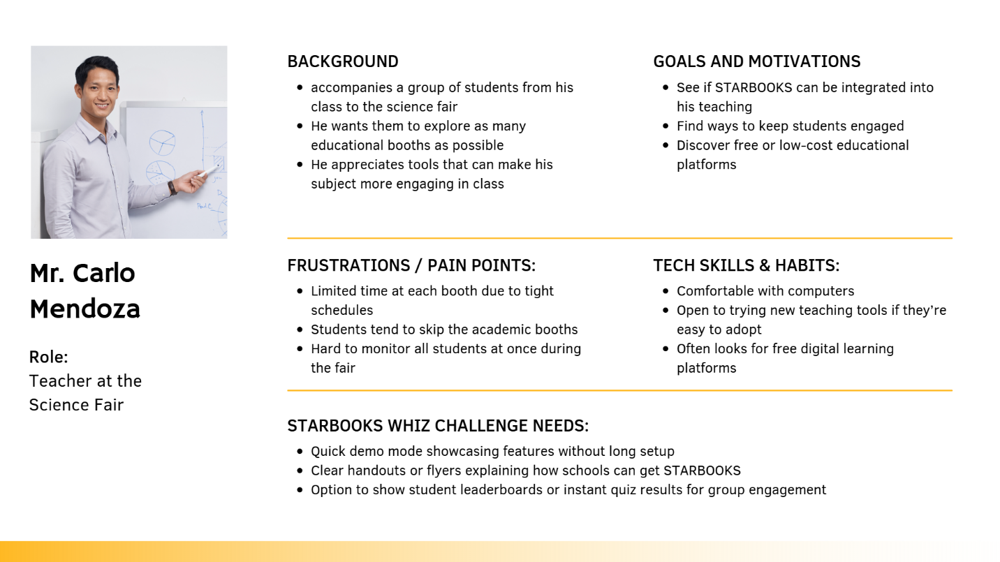 BACKGROUND
• accompanies a group of students from his
class to the science fair
• He wants them to explore as many
educational booths as possible
• He appreciates tools that can make his
subject more engaging in class
GOALS AND MOTIVATIONS
• See if STARBOOKS can be integrated into
his teaching
• Find ways to keep students engaged
• Discover free or low-cost educational
platforms
Mr. Carlo
Mendoza
Role:
Teacher at the
Science Fair
FRUSTRATIONS / PAIN POINTS:
• Limited time at each booth due to tight
schedules
• Students tend to skip the academic booths
• Hard to monitor all students at once during
the fair
TECH SKILLS & HABITS:
• Comfortable with computers
• Open to trying new teaching tools if they’re
easy to adopt
• Often looks for free digital learning
platforms
STARBOOKS WHIZ CHALLENGE NEEDS:
• Quick demo mode showcasing features without long setup
• Clear handouts or flyers explaining how schools can get STARBOOKS
• Option to show student leaderboards or instant quiz results for group engagement